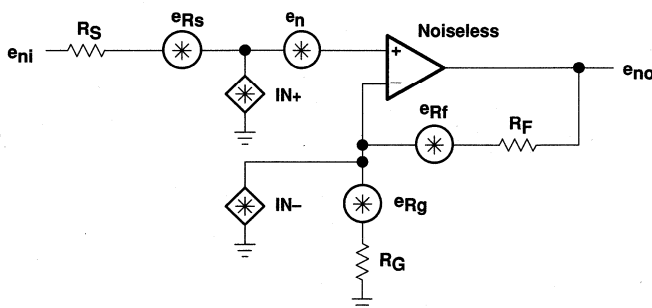 Noiseless
eRs
en
RS
eni
+
−
eno
IN+
eRf
RF
IN−
eRg
RG